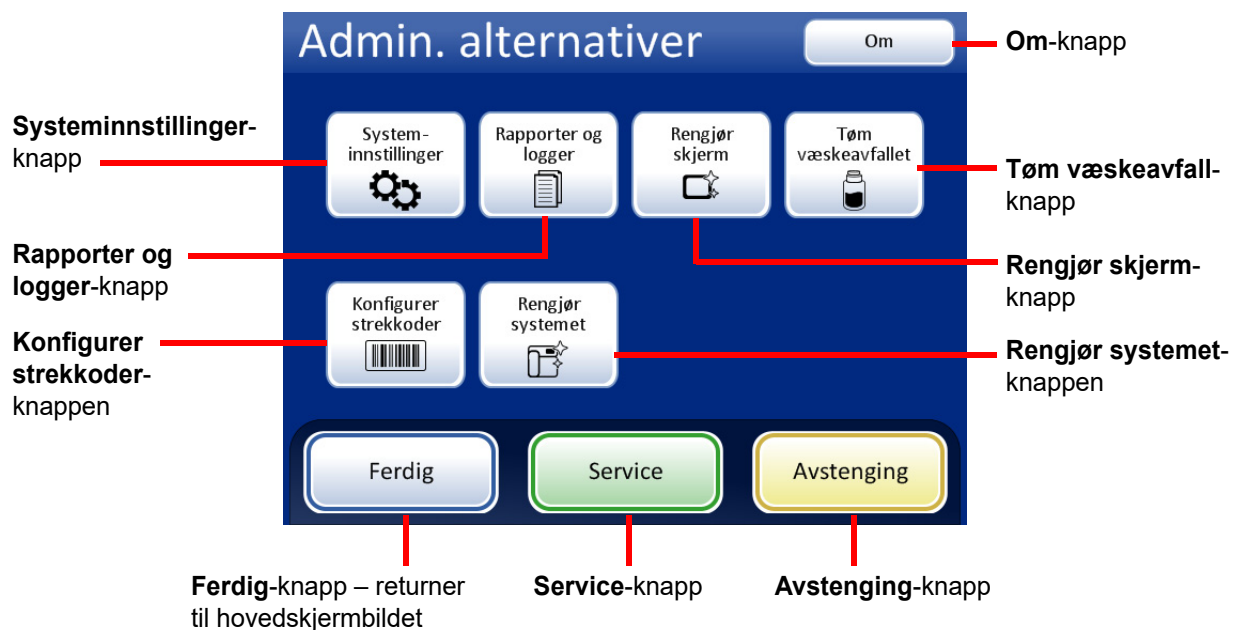 Admin. alternativer
Om
Om-knapp
Systeminnstillinger-
knapp
System-
innstillinger
Rapporter og
logger
Rengjør
skjerm
Tøm
væskeavfallet
Tøm væskeavfall-
knapp
Rapporter og
logger-knapp
Rengjør skjerm-
knapp
Konfigurer
strekkoder
Rengjør
systemet
Konfigurer
strekkoder-
knappen
Rengjør systemet-
knappen
Ferdig
Service
Avstenging
Ferdig-knapp – returner
til hovedskjermbildet
Service-knapp
Avstenging-knapp